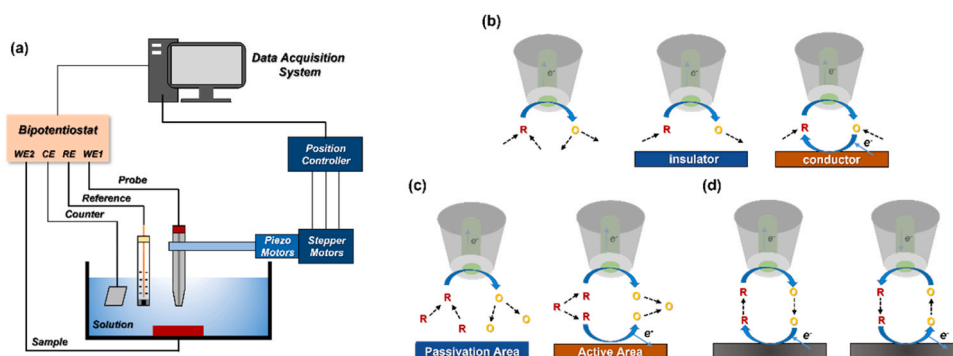 (a)
Data Acquisition
System
Bipotentiostat
WE2 CE RE WE1
Position
Controller
Probe
Reference
Counter
Piezo
Motors
Stepper
Motors
Solution
Sample
(b)
e-
R O
e-
R O
insulator
e-
R O
e-
conductor
(c)
e-
R O
R R O O
Passivation Area
e-
R O
R O O
e-
Active Area
(d)
e-
R O
R O
e-
e-
R O
R O
e-